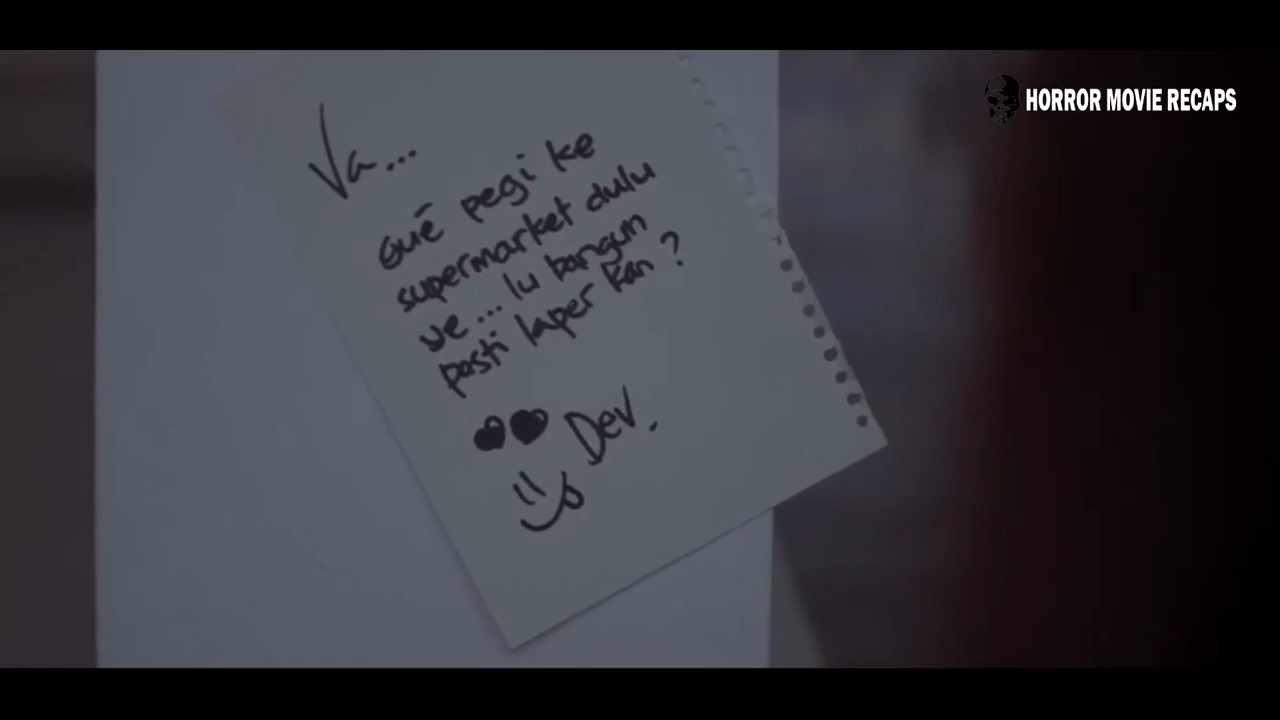 HORROR MOVIE RECAPS
Va...
Gué pegi ke
supermarket dulu
ye... lu bangun
pasti laper kan?
Dev.